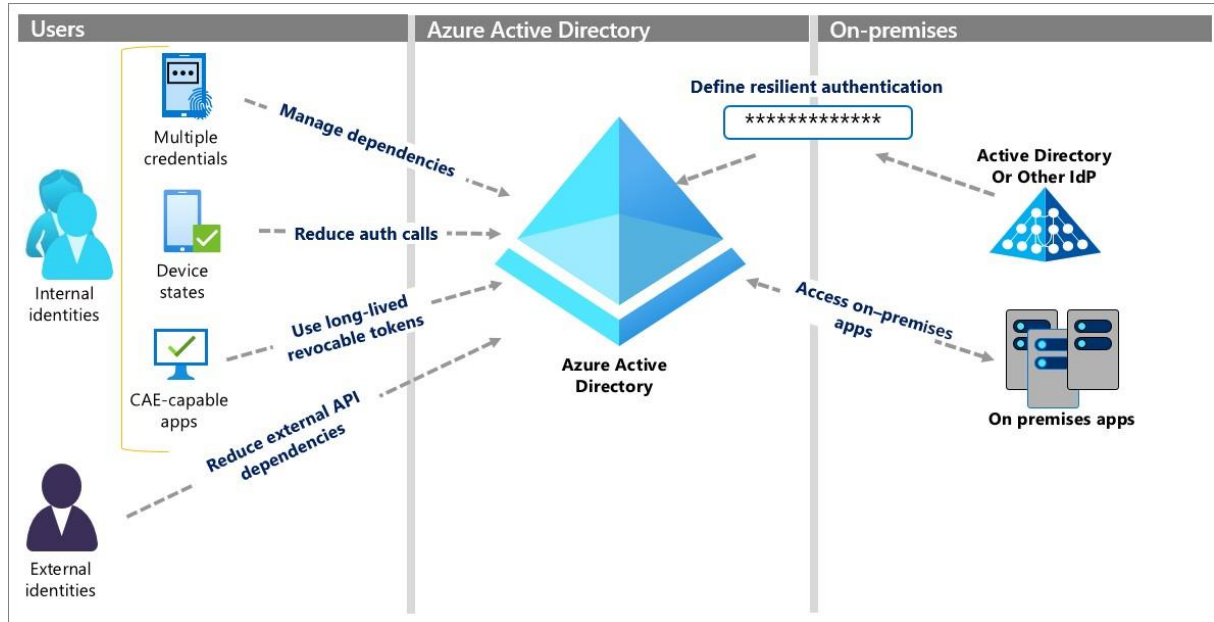 Users
Azure Active Directory
On-premises
Multiple
credentials
Manage dependencies
Define resilient authentication
*************
Active Directory
Or Other IdP
Internal
identities
Device
states
Reduce auth calls
CAE-capable
apps
Use long-lived
revocable tokens
Azure Active
Directory
Access on–premises
apps
On premises apps
External
identities
Reduce external API
dependencies